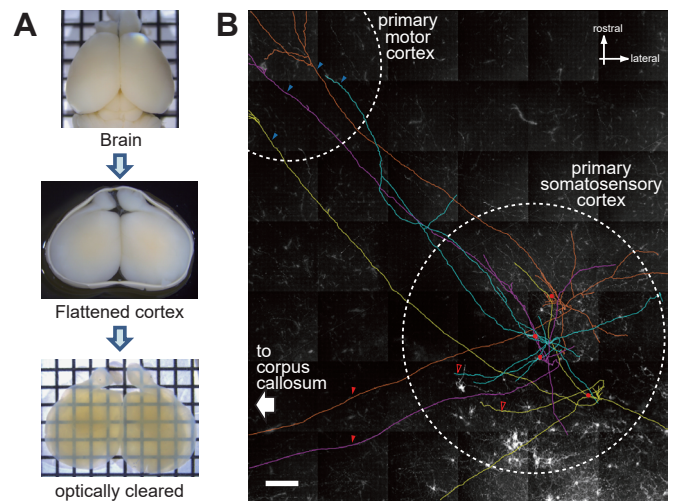 A
Brain
Flattened cortex
optically cleared
B
primary
motor
cortex
rostral
lateral
primary
somatosensory
cortex
to
corpus
callosum